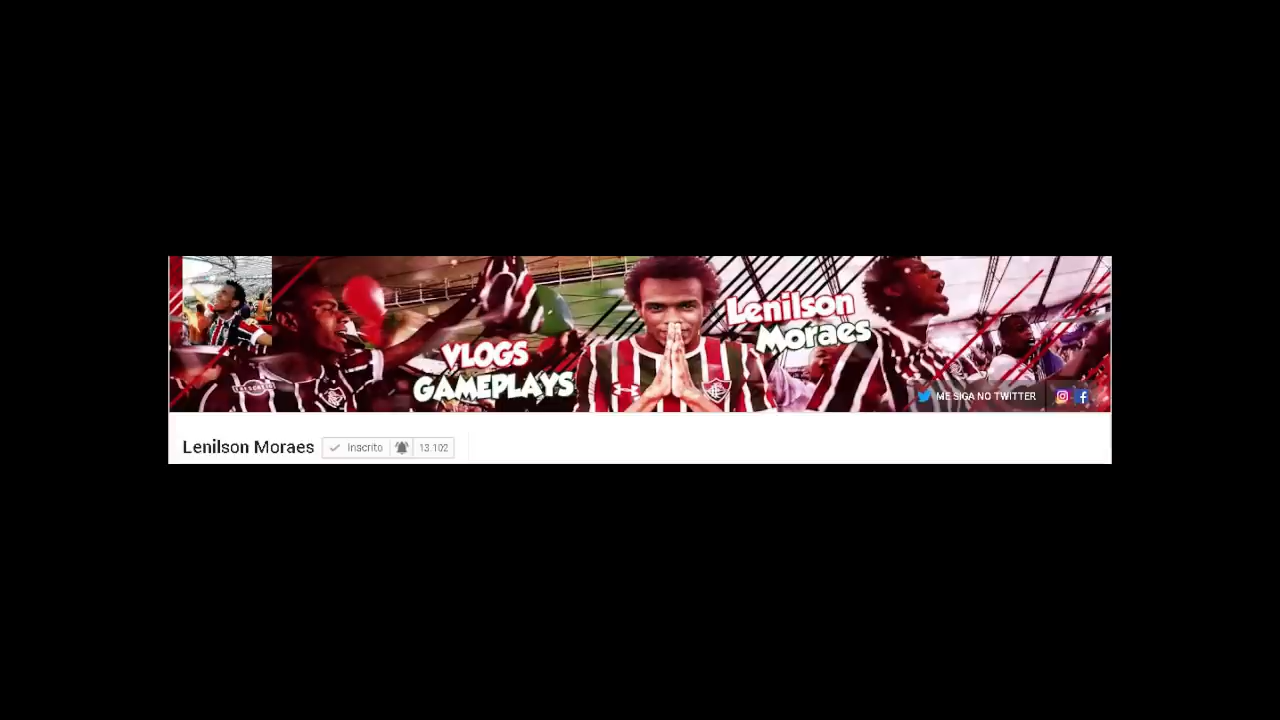 Lenilson
Moraes
VLOGS
GAMEPLAYS
ME SIGA NO TWITTER
Lenilson Moraes
Inscrito
13.102